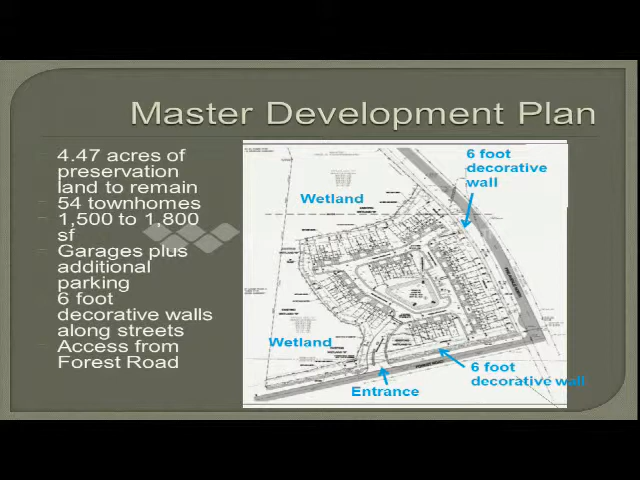 Master Development Plan
4.47 acres of
preservation
land to remain
54 townhomes
1,500 to 1,800
sf
Garages plus
additional
parking
6 foot
decorative walls
along streets
Access from
Forest Road
6 foot
decorative
wall
Wetland
Wetland
6 foot
decorative wall
Entrance